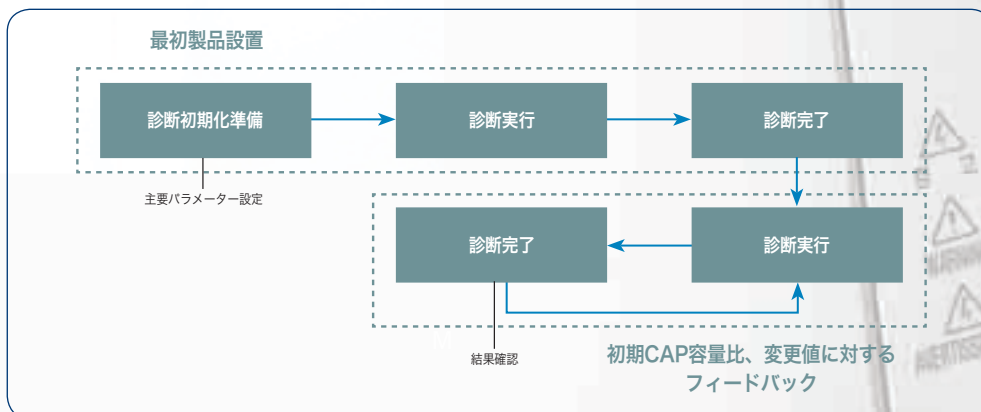 最初製品設置
診断初期化準備
診断実行
診断完了
主要パラメーター設定
診断完了
診断実行
結果確認
初期CAP容量比、変更値に対する
フィードバック